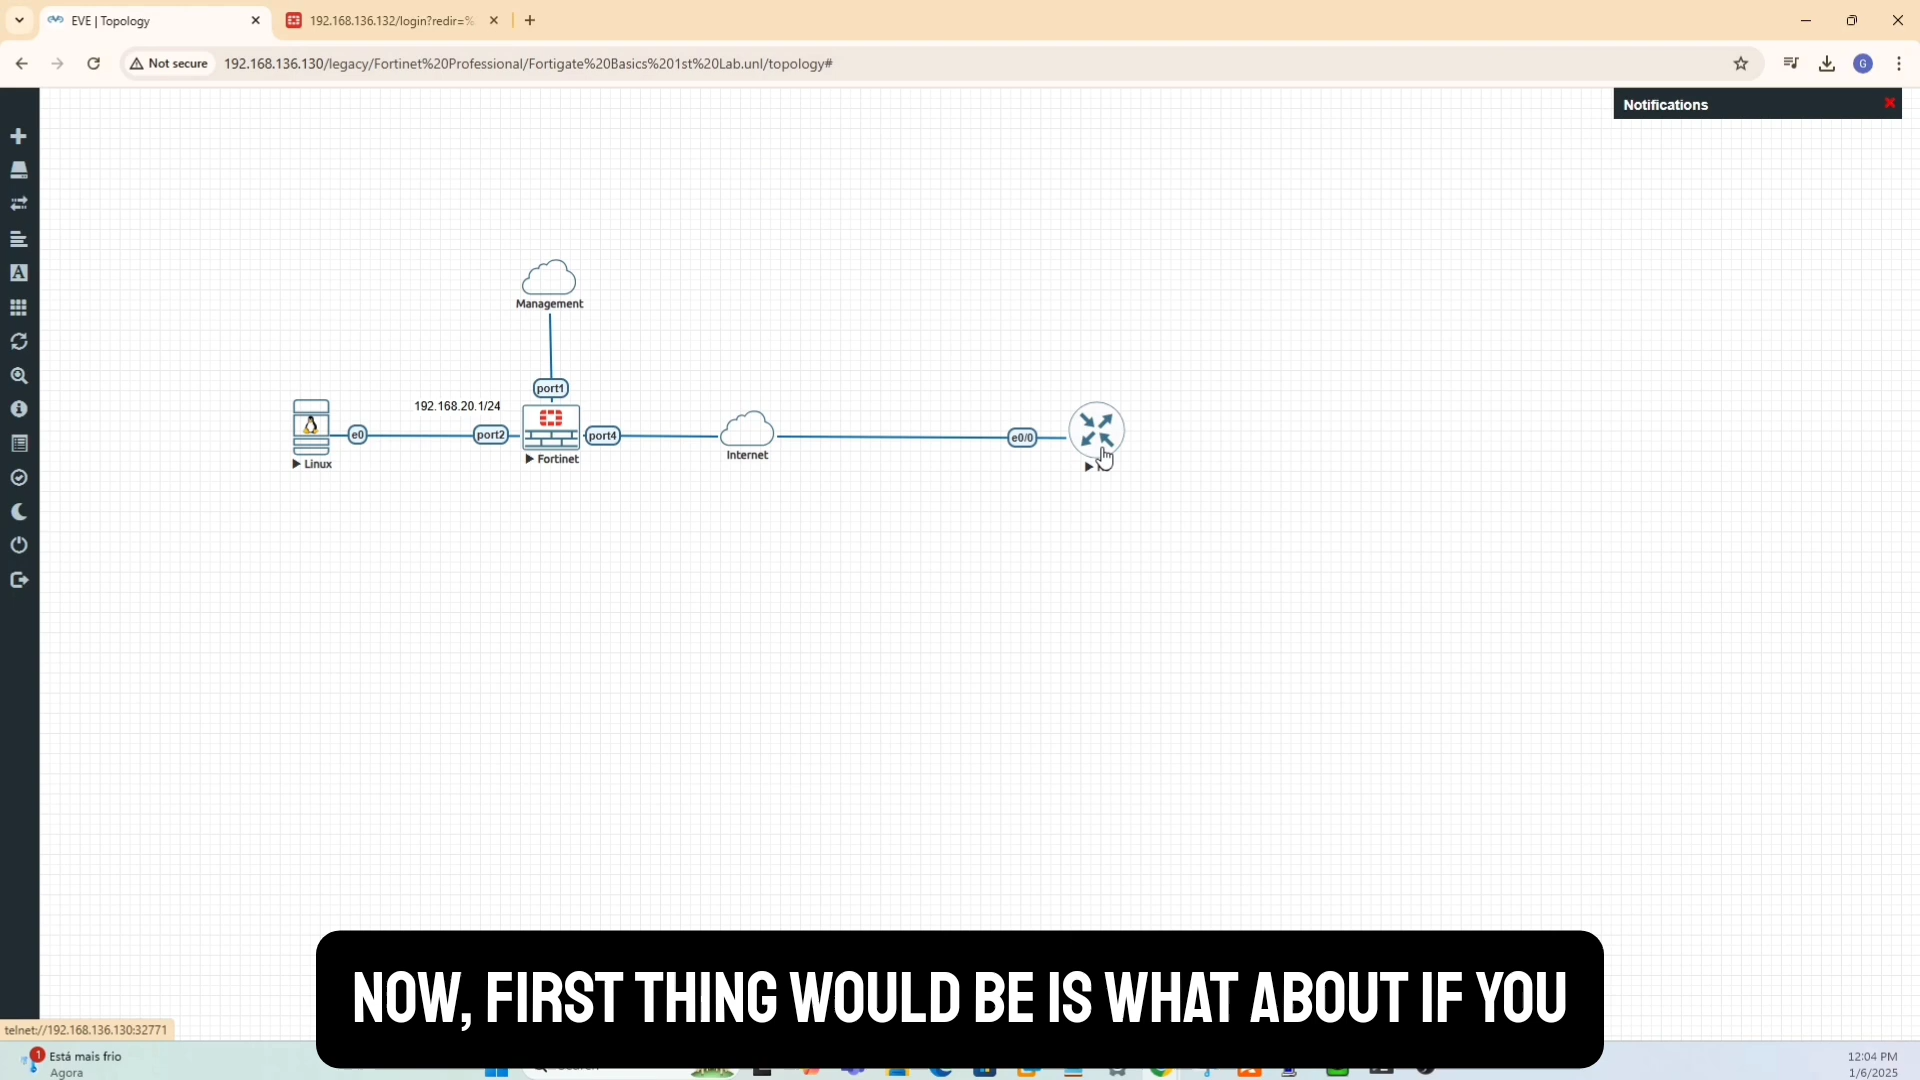 EVE | Topology
192.168.136.132/login?redir=%
Not secure
192.168.136.130/legacy/Fortinet%20Professional/Fortigate%20Basics%201st%20Lab.unl/topology#
G
Notifications
A
Management
port1
192.168.20.1/24
e0
port2
port4
e0/0
Linux
Fortinet
Internet
NOW, FIRST THING WOULD BE IS WHAT ABOUT IF YOU
telnet://192.168.136.130:32771
1
Está mais frio
Agora
12:04 PM
1/6/2025